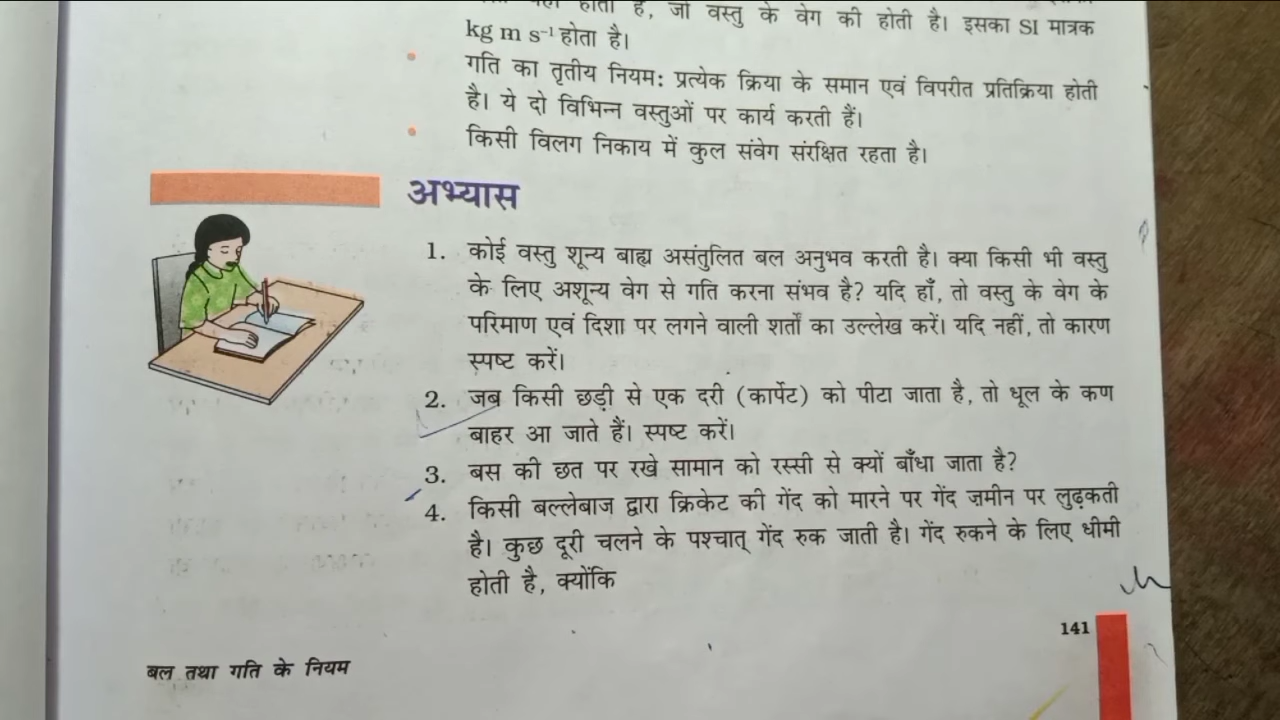 होती है, जो वस्तु के वेग की होती है। इसका SI मात्रक
kg m s⁻¹ होता है।
• गति का तृतीय नियम: प्रत्येक क्रिया के समान एवं विपरीत प्रतिक्रिया होती
है। ये दो विभिन्न वस्तुओं पर कार्य करती हैं।
• किसी विलग निकाय में कुल संवेग संरक्षित रहता है।
अभ्यास
1. कोई वस्तु शून्य बाह्य असंतुलित बल अनुभव करती है। क्या किसी भी वस्तु
के लिए अशून्य वेग से गति करना संभव है? यदि हाँ, तो वस्तु के वेग के
परिमाण एवं दिशा पर लगने वाली शर्तों का उल्लेख करें। यदि नहीं, तो कारण
स्पष्ट करें।
2. जब किसी छड़ी से एक दरी (कार्पेट) को पीटा जाता है, तो धूल के कण
बाहर आ जाते हैं। स्पष्ट करें।
3. बस की छत पर रखे सामान को रस्सी से क्यों बाँधा जाता है?
4. किसी बल्लेबाज द्वारा क्रिकेट की गेंद को मारने पर गेंद ज़मीन पर लुढ़कती
है। कुछ दूरी चलने के पश्चात् गेंद रुक जाती है। गेंद रुकने के लिए धीमी
होती है, क्योंकि
141
बल तथा गति के नियम